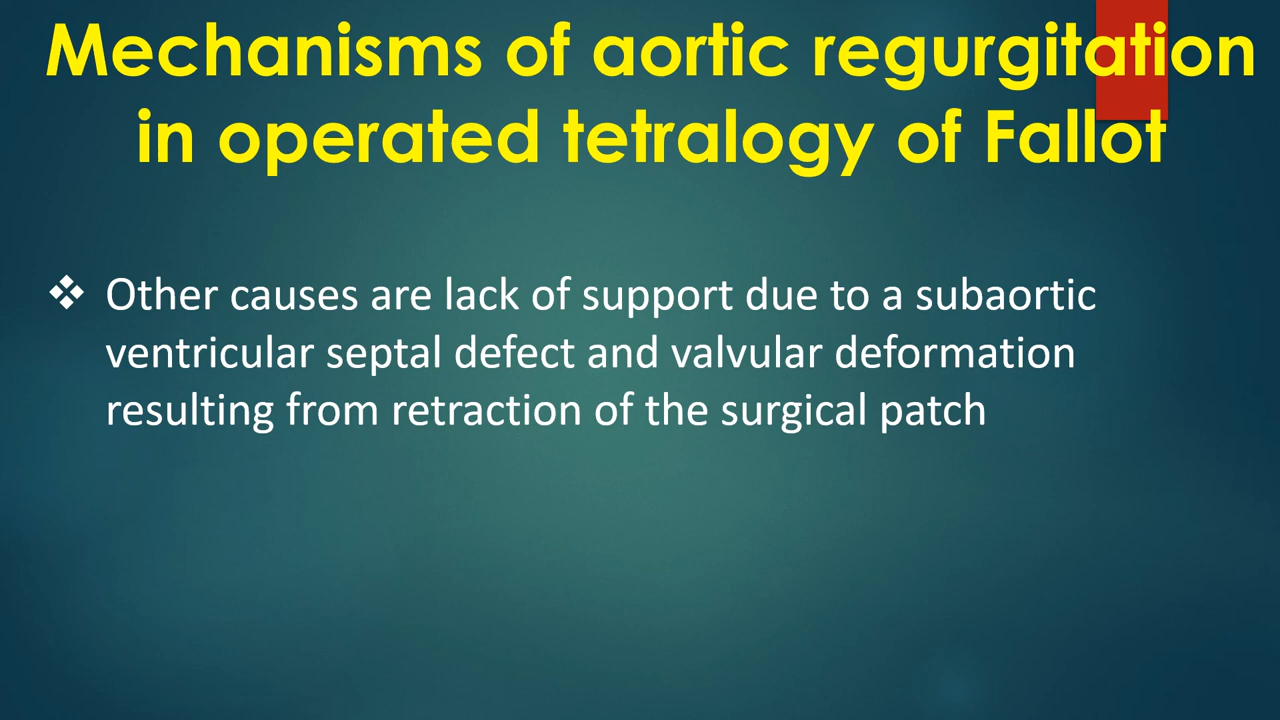 Mechanisms of aortic regurgitation
in operated tetralogy of Fallot
❖ Other causes are lack of support due to a subaortic
ventricular septal defect and valvular deformation
resulting from retraction of the surgical patch